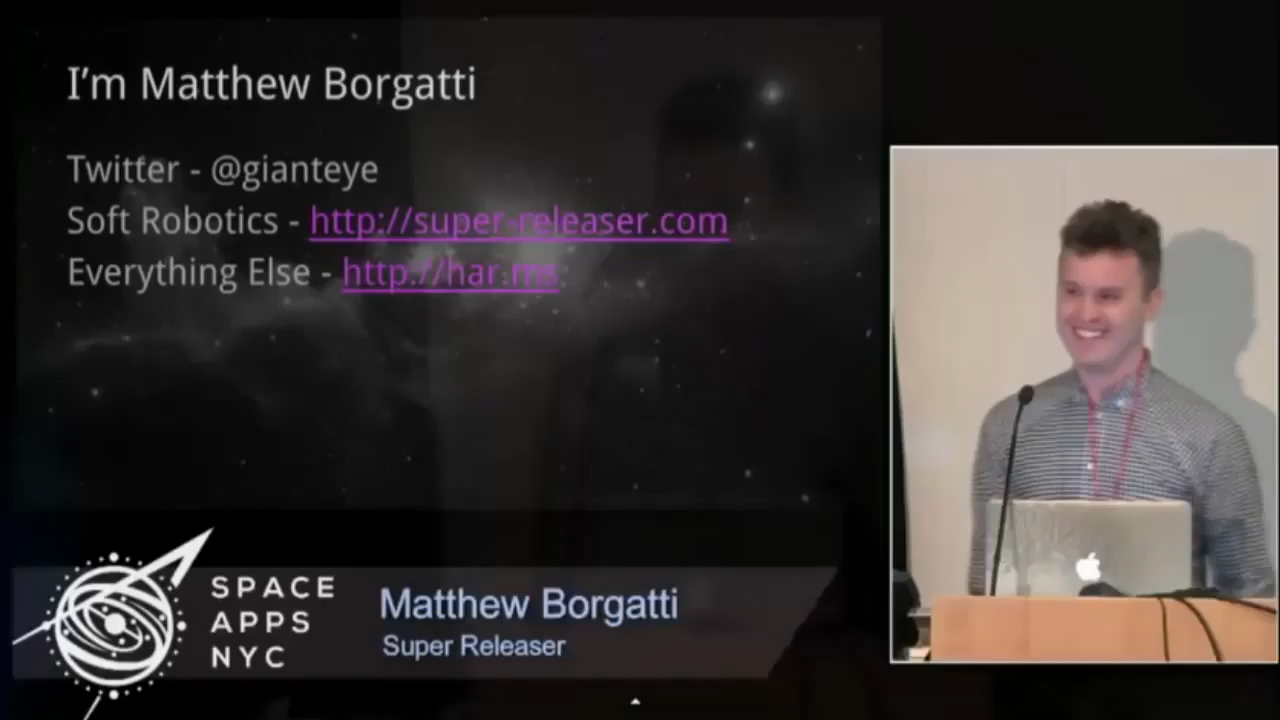 I'm Matthew Borgatti
Twitter - @gianteye
Soft Robotics - http://super-releaser.com
Everything Else - http://har.ms
SPACE
APPS
NYC
Matthew Borgatti
Super Releaser